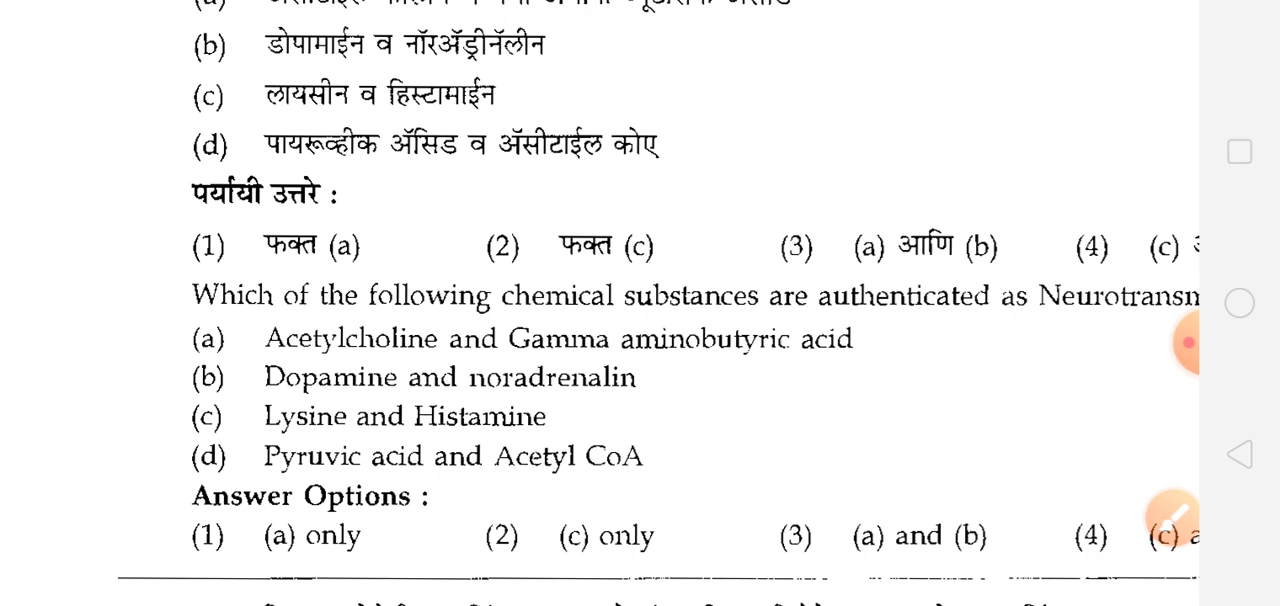 (b) डोपामाईन व नॉरॲड्रीनॅलीन
(c) लायसीन व हिस्टामाईन
(d) पायरूव्हीक ॲसिड व ॲसीटाईल कोए
पर्यायी उत्तरे :
(1) फक्त (a) (2) फक्त (c) (3) (a) आणि (b) (4) (c)
Which of the following chemical substances are authenticated as
(a) Acetylcholine and Gamma aminobutyric acid
(b) Dopamine and noradrenalin
(c) Lysine and Histamine
(d) Pyruvic acid and Acetyl CoA
Answer Options :
(1) (a) only (2) (c) only (3) (a) and (b) (4) (c)